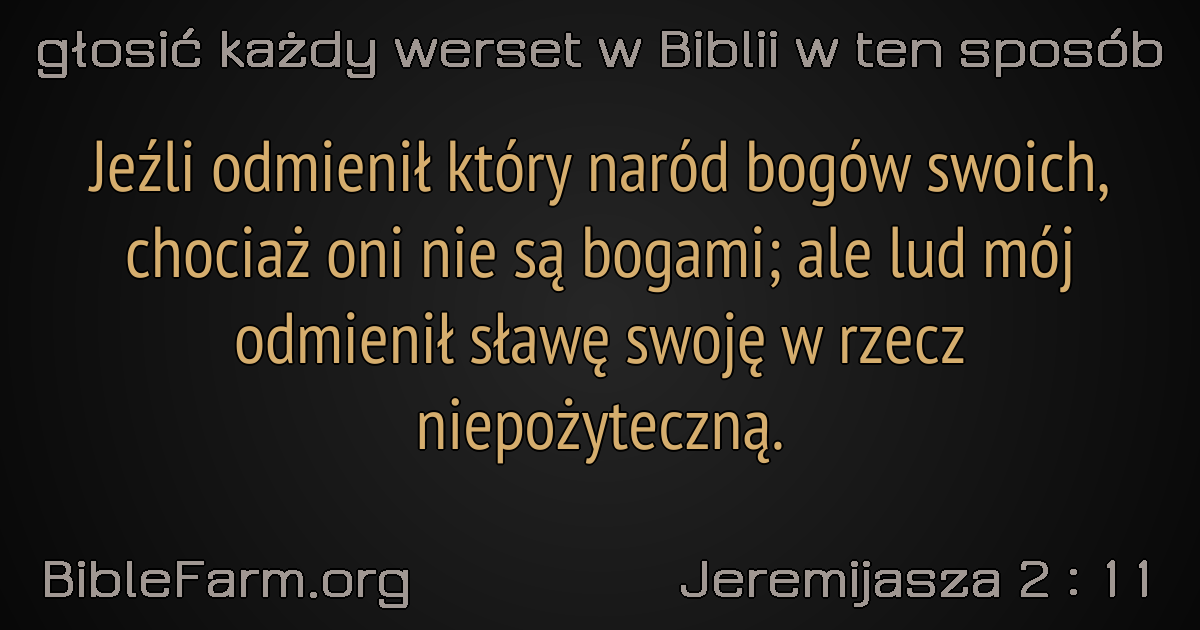 głosić każdy werset w Biblii w ten sposób
Jeźli odmienił który naród bogów swoich,
chociaż oni nie są bogami; ale lud mój
odmienił sławę swoję w rzecz
niepożyteczną.
BibleFarm.org
Jeremijasza 2 : 11